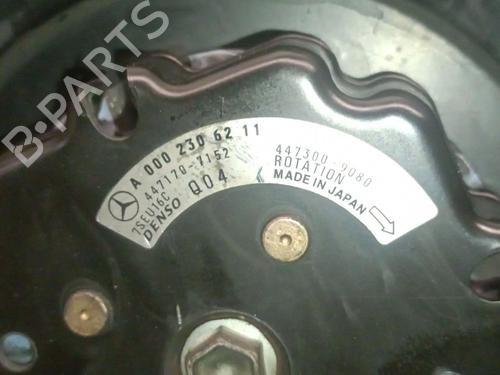 A 000 230 62 11
447170-7152
7SEU16C
DENSO
Q04
447300-9080
ROTATION
MADE IN JAPAN
B-PARTS